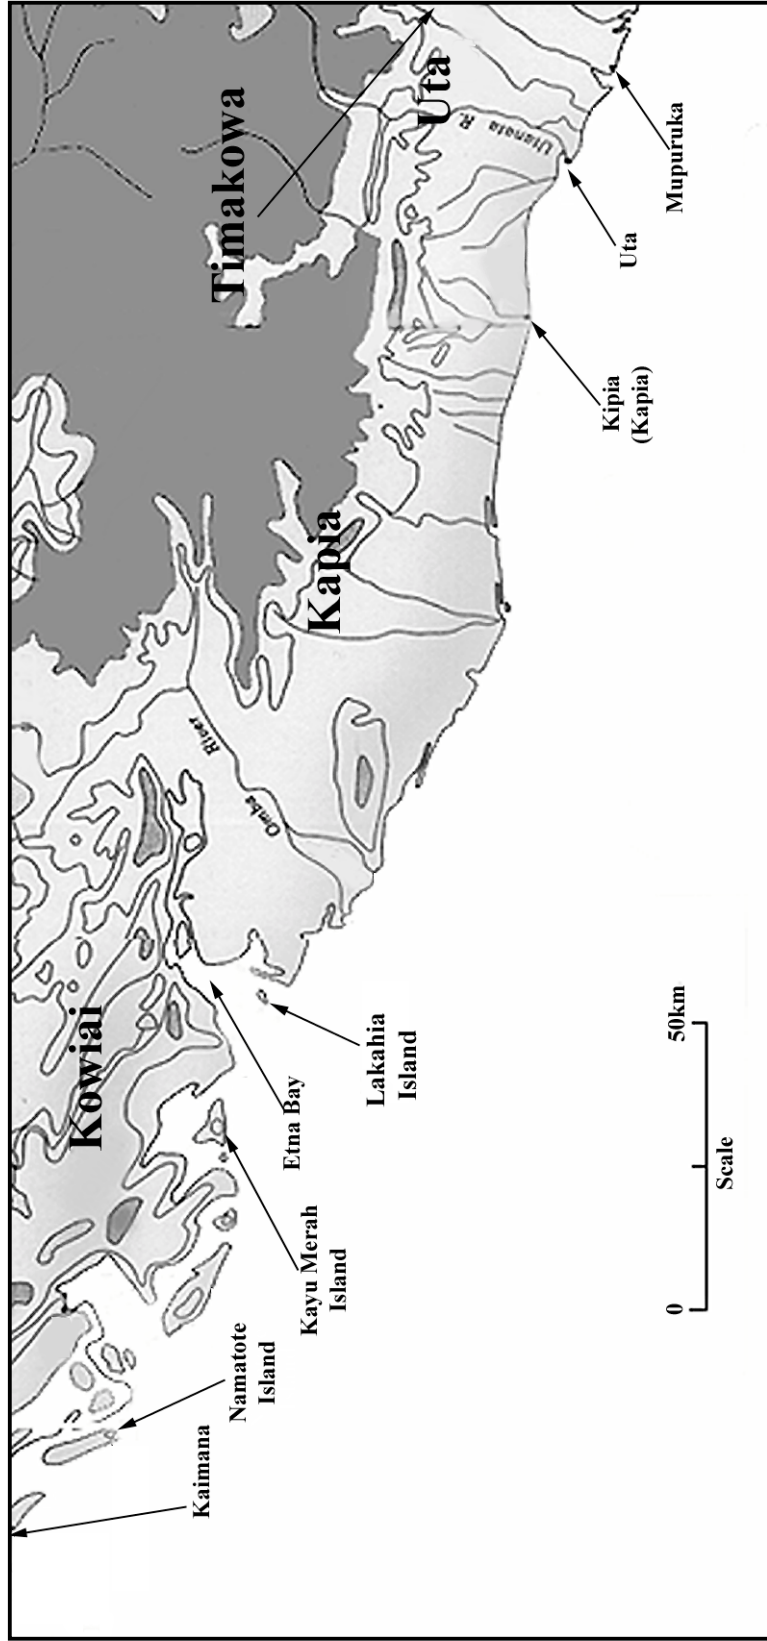 Kaimana
Namatote
Island
Kayu Merah
Island
Kowiai
Etna Bay
Lakahia
Island
Omba
River
Kapia
Kipia
(Kapia)
Timakowa
Uta
Utanata R.
Uta
Mupuruka
0
50km
Scale